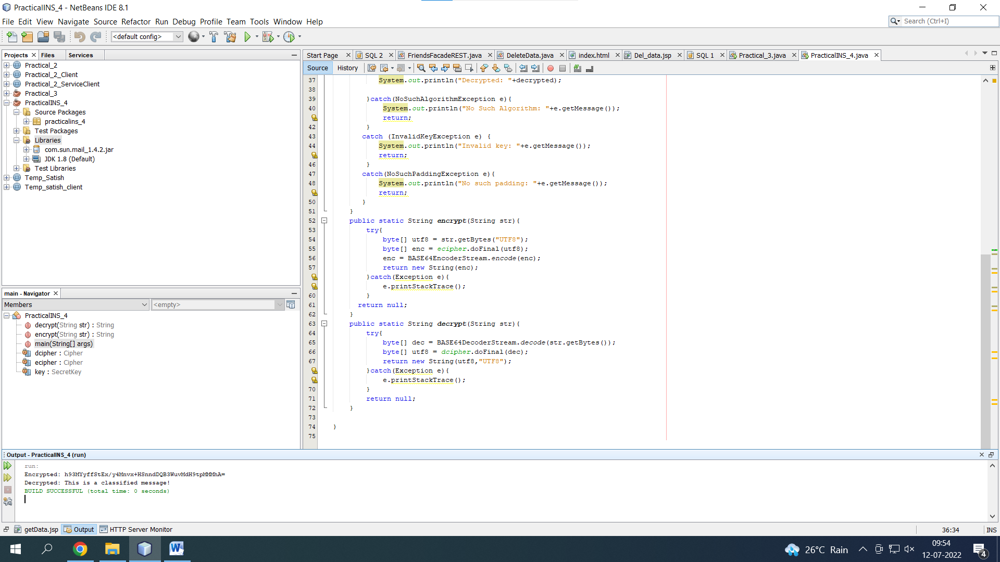 PracticalINS_4 - NetBeans IDE 8.1
File Edit View Navigate Source Refactor Run Debug Profile Team Tools Window Help
Search (Ctrl+I)
<default config>
Projects Files Services
Practical_2
Practical_2_Client
Practical_2_ServiceClient
Practical_3
PracticalINS_4
Source Packages
practicalins_4
Test Packages
Libraries
com.sun.mail_1.4.2.jar
JDK 1.8 (Default)
Test Libraries
Temp_Satish
Temp_satish_client
main - Navigator
Members <empty>
PracticalINS_4
decrypt(String str) : String
encrypt(String str) : String
main(String[] args)
dcipher : Cipher
ecipher : Cipher
key : SecretKey
Start Page SQL 2 FriendsFacadeREST.java DeleteData.java index.html Del_data.jsp SQL 1 Practical_3.java PracticalINS_4.java
Source History
37 System.out.println("Decrypted: "+decrypted);
38
39 }catch(NoSuchAlgorithmException e){
40 System.out.println("No Such Algorithm: "+e.getMessage());
return;
42 }
43 catch (InvalidKeyException e) {
44 System.out.println("Invalid key: "+e.getMessage());
return;
46 }
47 catch(NoSuchPaddingException e){
48 System.out.println("No such padding: "+e.getMessage());
return;
50 }
51 }
52 public static String encrypt(String str){
53 try{
54 byte[] utf8 = str.getBytes("UTF8");
55 byte[] enc = ecipher.doFinal(utf8);
56 enc = BASE64EncoderStream.encode(enc);
57 return new String(enc);
}catch(Exception e){
e.printStackTrace();
60 }
61 return null;
62 }
63 public static String decrypt(String str){
64 try{
65 byte[] dec = BASE64DecoderStream.decode(str.getBytes());
66 byte[] utf8 = dcipher.doFinal(dec);
67 return new String(utf8,"UTF8");
}catch(Exception e){
e.printStackTrace();
70 }
71 return null;
72 }
73
74 }
75
Output - PracticalINS_4 (run)
run:
Encrypted: h93MYyffStEx/y4Mnvx+HSnndDQB3WuvMdH9tpMMMhA=
Decrypted: This is a classified message!
BUILD SUCCESSFUL (total time: 0 seconds)
getData.jsp Output HTTP Server Monitor
36:34 INS
26°C Rain
09:54
12-07-2022
4